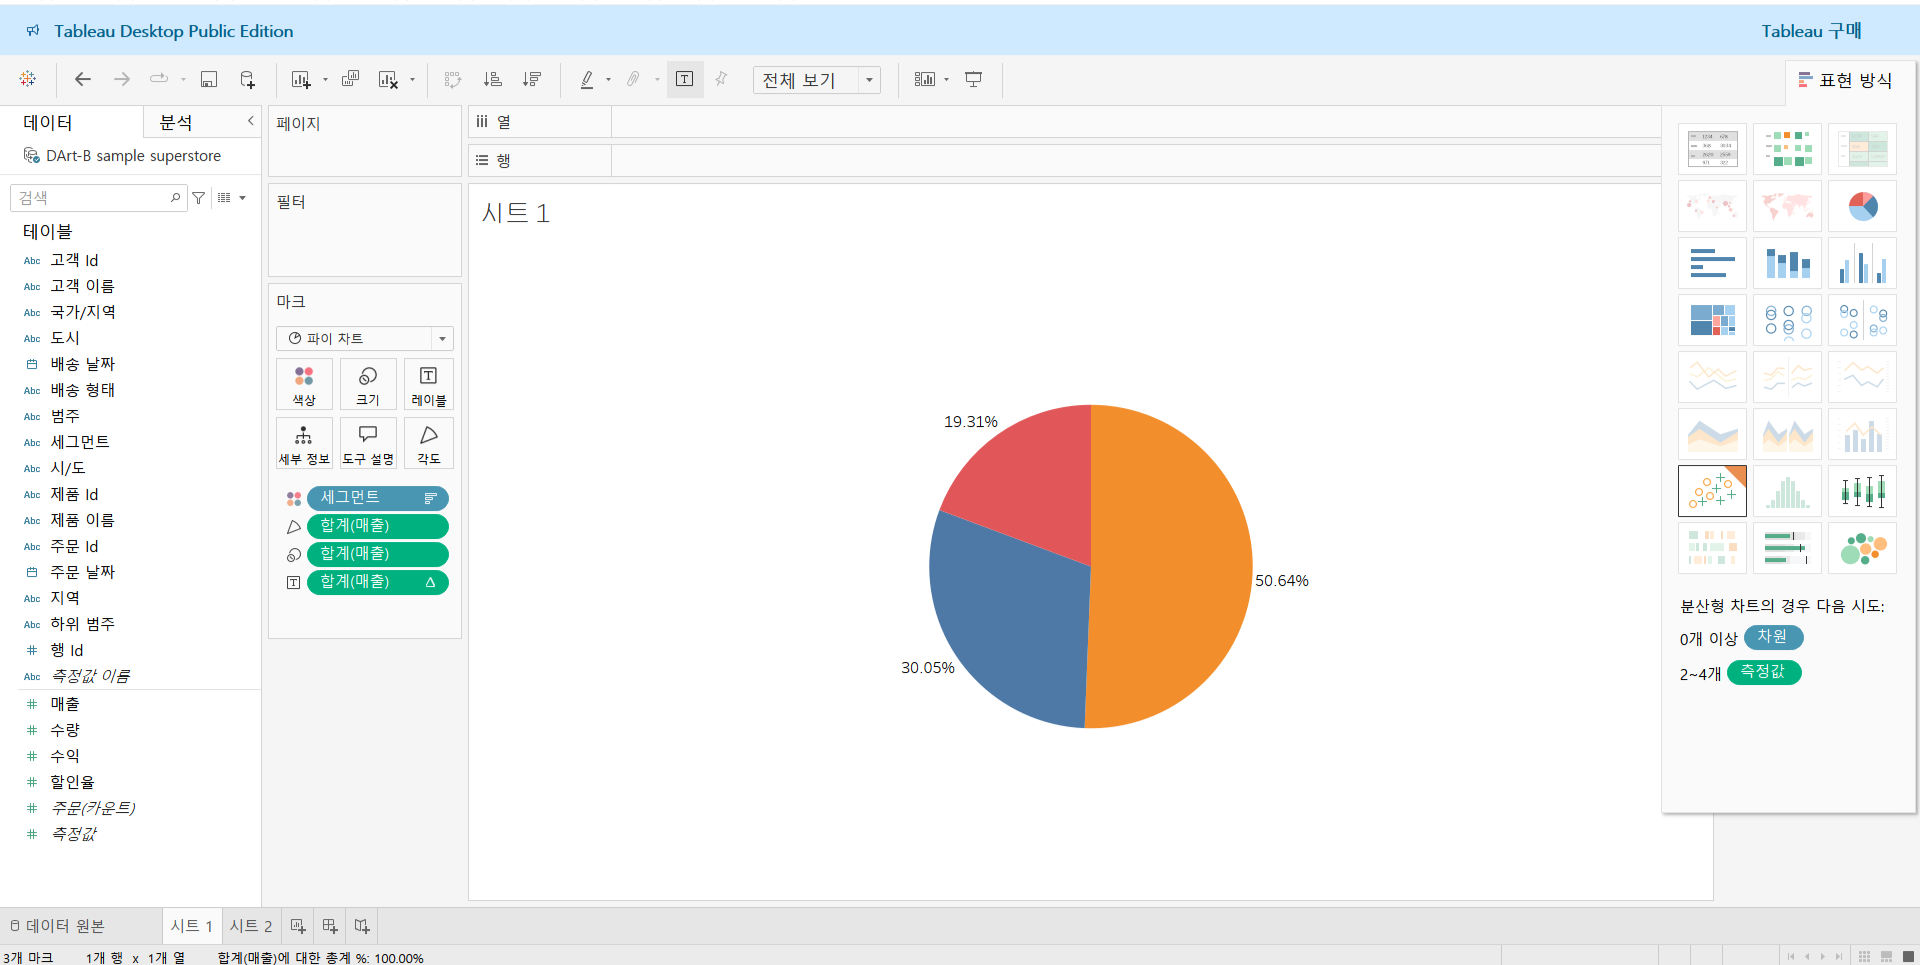 Tableau Desktop Public Edition
Tableau 구매
전체 보기
표현 방식
데이터
분석
DArt-B sample superstore
검색
테이블
Abc 고객 Id
Abc 고객 이름
Abc 국가/지역
Abc 도시
배송 날짜
Abc 배송 형태
Abc 범주
Abc 세그먼트
Abc 시/도
Abc 제품 Id
Abc 제품 이름
Abc 주문 Id
주문 날짜
Abc 지역
Abc 하위 범주
# 행 Id
Abc 측정값 이름
# 매출
# 수량
# 수익
# 할인율
# 주문(카운트)
# 측정값
페이지
필터
마크
파이 차트
색상
크기
레이블
세부 정보
도구 설명
각도
세그먼트
합계(매출)
합계(매출)
합계(매출)
열
행
시트 1
19.31%
50.64%
30.05%
분산형 차트의 경우 다음 시도:
0개 이상 차원
2~4개 측정값
데이터 원본
시트 1
시트 2
3개 마크
1개 행 x 1개 열
합계(매출)에 대한 총계 %: 100.00%